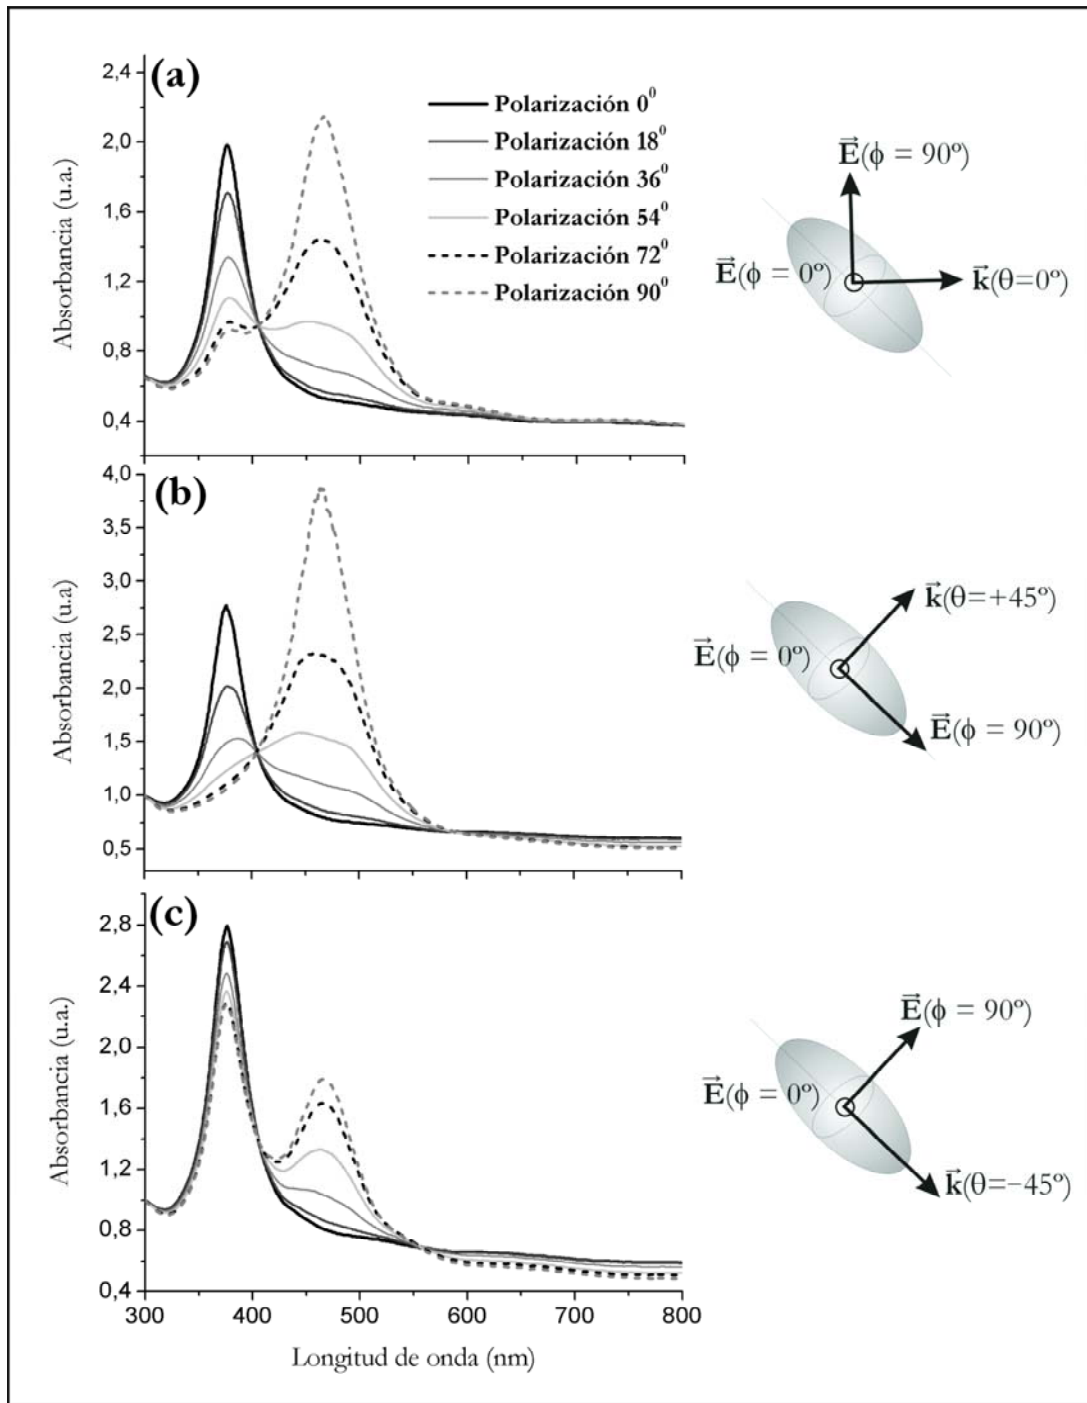 (a)
2,4
2,0
1,6
1,2
0,8
0,4
Absorbancia (u.a.)
Polarización 0⁰
Polarización 18⁰
Polarización 36⁰
Polarización 54⁰
Polarización 72⁰
Polarización 90⁰
E⃗(ϕ = 90º)
E⃗(ϕ = 0º)
k⃗(θ=0º)
(b)
4,0
3,5
3,0
2,5
2,0
1,5
1,0
0,5
Absorbancia (u.a)
k⃗(θ=+45º)
E⃗(ϕ = 0º)
E⃗(ϕ = 90º)
(c)
2,8
2,4
2,0
1,6
1,2
0,8
0,4
Absorbancia (u.a.)
E⃗(ϕ = 90º)
E⃗(ϕ = 0º)
k⃗(θ=−45º)
300 400 500 600 700 800
Longitud de onda (nm)